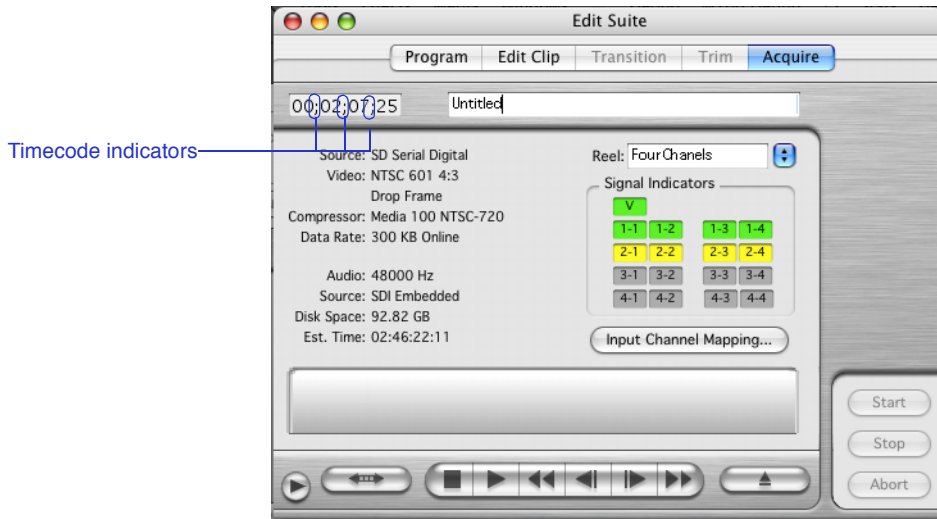 Edit Suite
Program Edit Clip Transition Trim Acquire
00;02;07;25 Untitled
Timecode indicators
Source: SD Serial Digital
Video: NTSC 601 4:3
Drop Frame
Compressor: Media 100 NTSC-720
Data Rate: 300 KB Online
Audio: 48000 Hz
Source: SDI Embedded
Disk Space: 92.82 GB
Est. Time: 02:46:22:11
Reel: FourChanels
Signal Indicators
V
1-1 1-2 1-3 1-4
2-1 2-2 2-3 2-4
3-1 3-2 3-3 3-4
4-1 4-2 4-3 4-4
Input Channel Mapping...
Start
Stop
Abort